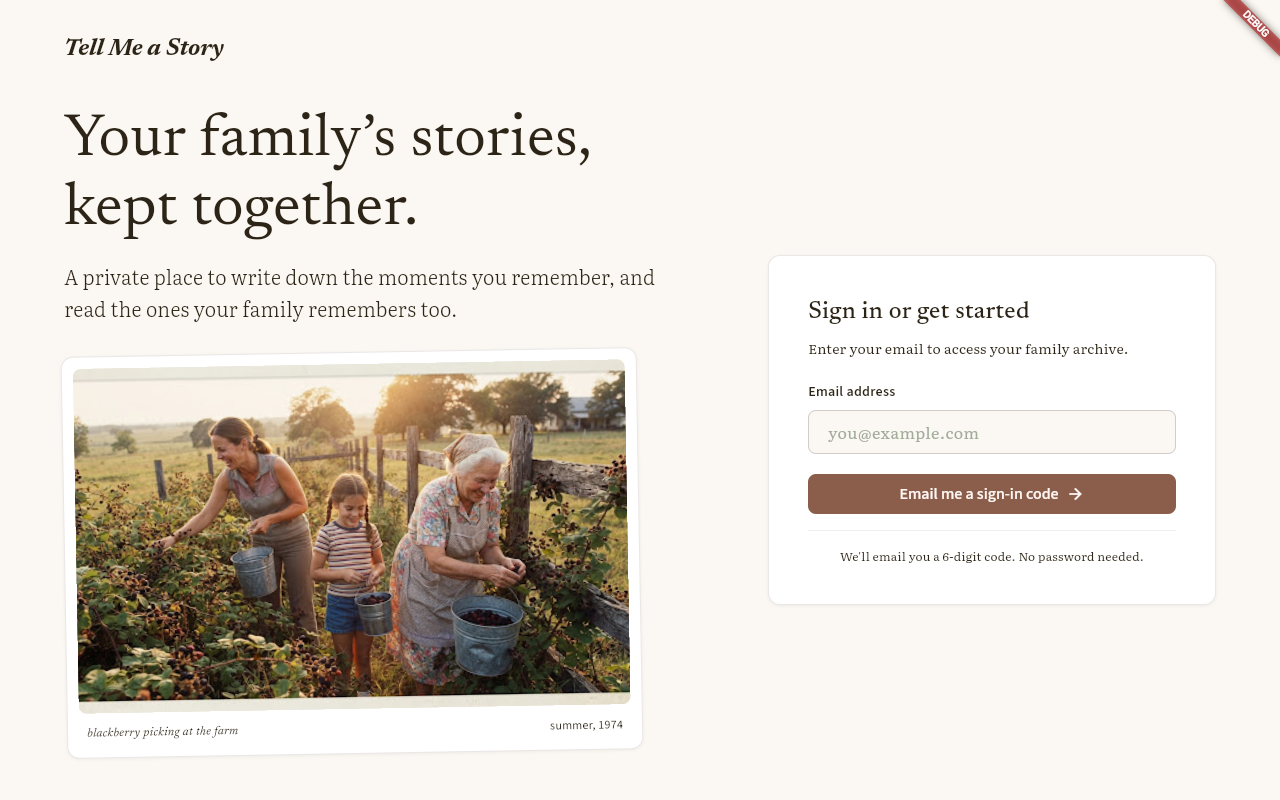 Tell Me a Story
DEBUG
Your family’s stories,
kept together.
A private place to write down the moments you remember, and
read the ones your family remembers too.
blackberry picking at the farm
summer, 1974
Sign in or get started
Enter your email to access your family archive.
Email address
you@example.com
Email me a sign-in code →
We'll email you a 6-digit code. No password needed.